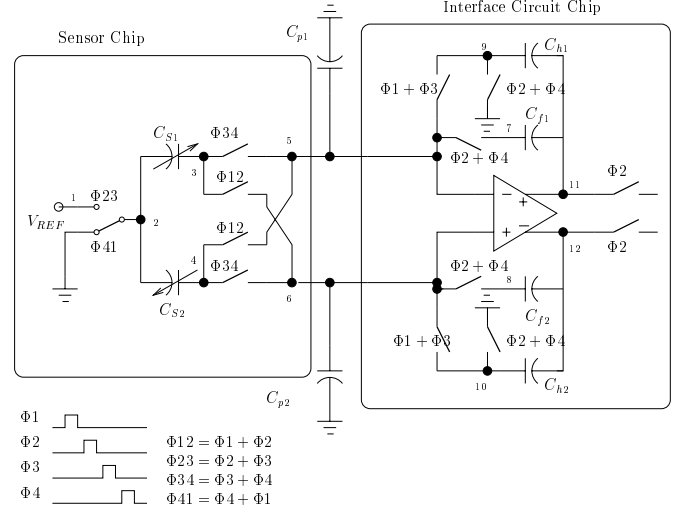 Interface Circuit Chip
Sensor Chip
C_{p1}
9
C_{h1}
Φ1 + Φ3
Φ2 + Φ4
C_{f1}
7
Φ2 + Φ4
C_{S1}
Φ34
5
3
Φ12
1
Φ23
V_{REF}
2
Φ41
Φ12
4
Φ34
6
C_{S2}
− +
+ −
11
Φ2
12
Φ2
Φ2 + Φ4
8
C_{f2}
Φ1 + Φ3
Φ2 + Φ4
10
C_{h2}
C_{p2}
Φ1
Φ2
Φ3
Φ4
Φ12 = Φ1 + Φ2
Φ23 = Φ2 + Φ3
Φ34 = Φ3 + Φ4
Φ41 = Φ4 + Φ1